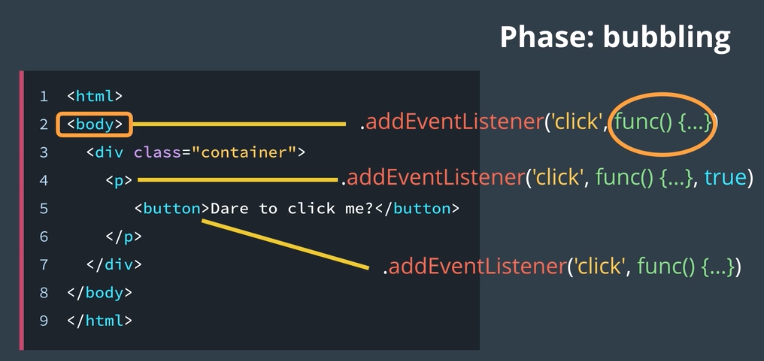 Phase: bubbling
1 <html>
2 <body> .addEventListener('click', func() {...})
3 <div class="container">
4 <p> .addEventListener('click', func() {...}, true)
5 <button>Dare to click me?</button>
6 </p>
7 </div> .addEventListener('click', func() {...})
8 </body>
9 </html>